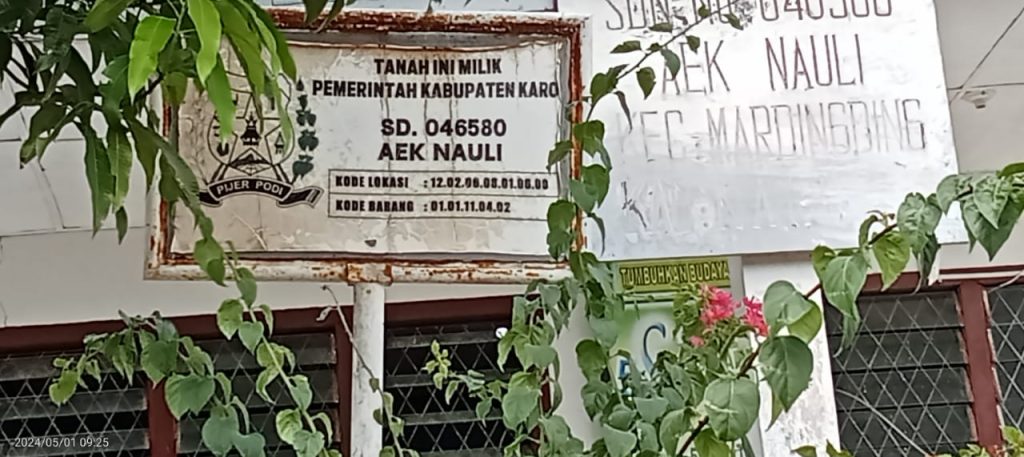 TANAH INI MILIK
PEMERINTAH KABUPATEN KARO
SD. 046580
AEK NAULI
KODE LOKASI : 12.02.06.08.01.06.00
KODE BARANG : 01.01.11.04.02
PIJER PODI
AEK NAULI
KEC. MARDINGDING
TUMBUHKAN BUDAYA
2024/05/01 09:25